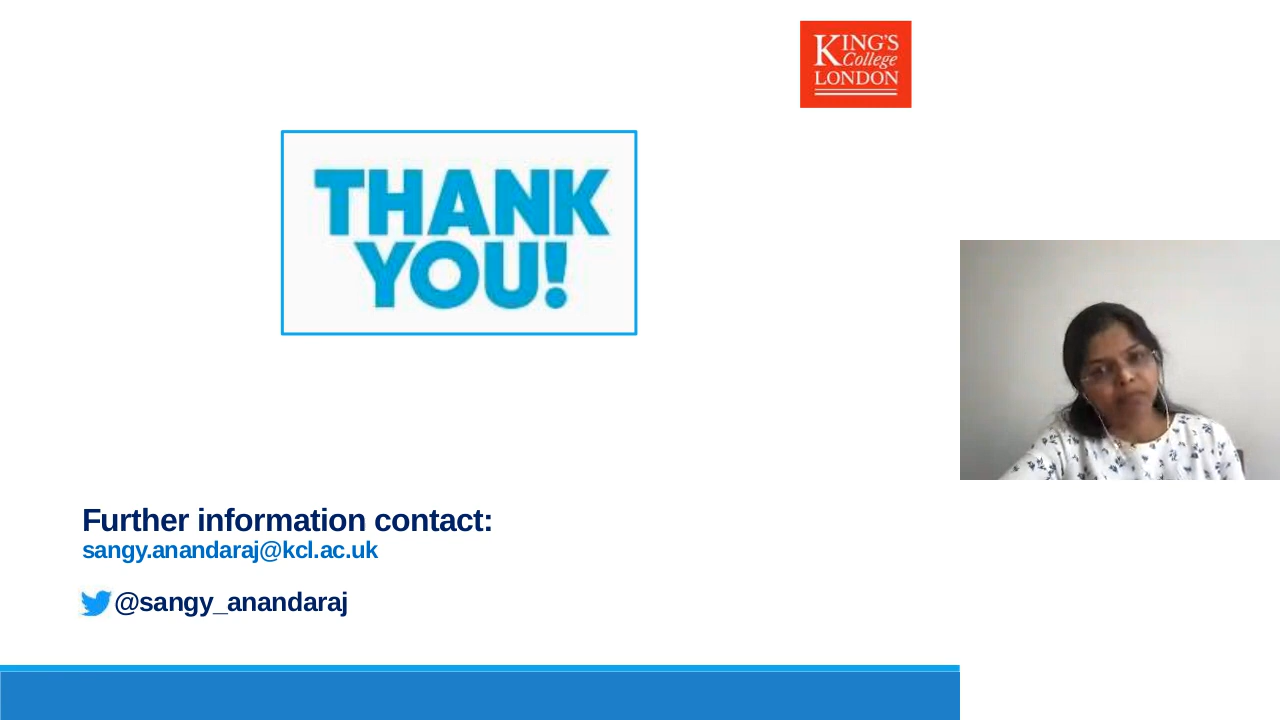 KING'S
College
LONDON
THANK
YOU!
Further information contact:
sangy.anandaraj@kcl.ac.uk
@sangy_anandaraj